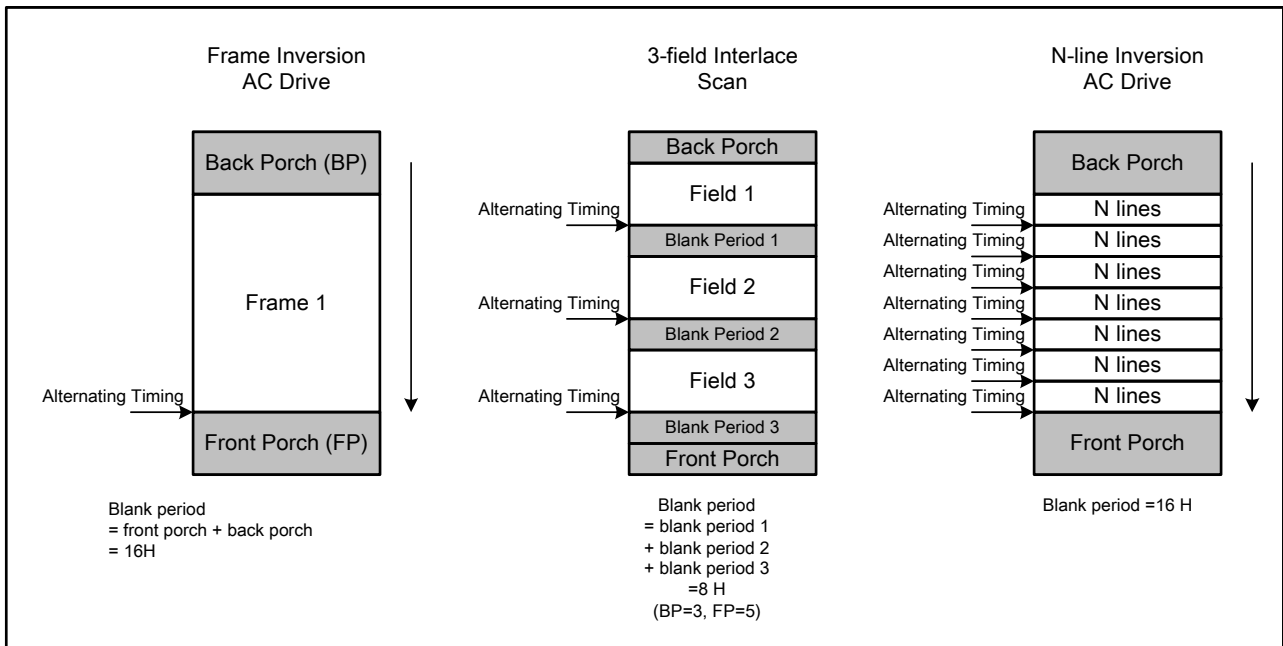 Frame Inversion
AC Drive
Back Porch (BP)
Frame 1
Alternating Timing
Front Porch (FP)
Blank period
= front porch + back porch
= 16H
3-field Interlace
Scan
Back Porch
Field 1
Alternating Timing
Blank Period 1
Field 2
Alternating Timing
Blank Period 2
Field 3
Alternating Timing
Blank Period 3
Front Porch
Blank period
= blank period 1
+ blank period 2
+ blank period 3
=8 H
(BP=3, FP=5)
N-line Inversion
AC Drive
Back Porch
N lines
Alternating Timing
N lines
Alternating Timing
N lines
Alternating Timing
N lines
Alternating Timing
N lines
Alternating Timing
N lines
Alternating Timing
N lines
Alternating Timing
Front Porch
Blank period =16 H